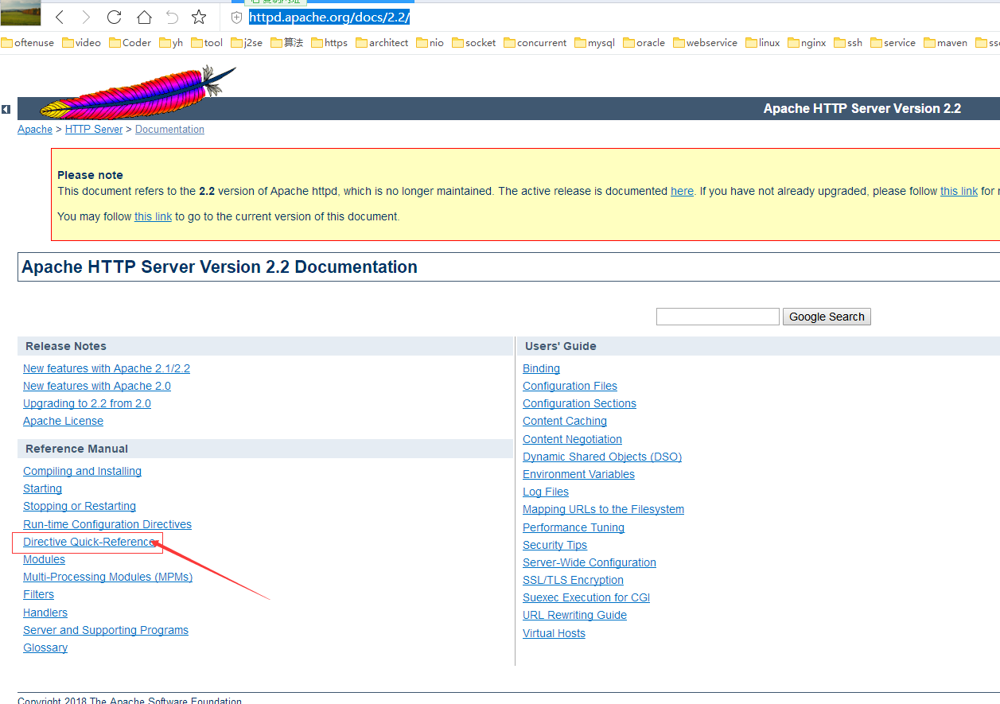 复制网址
httpd.apache.org/docs/2.2/
oftenuse video Coder yh tool j2se 算法 https architect nio socket concurrent mysql oracle webservice linux nginx ssh service maven
Apache HTTP Server Version 2.2
Apache > HTTP Server > Documentation
Please note
This document refers to the 2.2 version of Apache httpd, which is no longer maintained. The active release is documented here. If you have not already upgraded, please follow this link for
You may follow this link to go to the current version of this document.
Apache HTTP Server Version 2.2 Documentation
Google Search
Release Notes
New features with Apache 2.1/2.2
New features with Apache 2.0
Upgrading to 2.2 from 2.0
Apache License
Reference Manual
Compiling and Installing
Starting
Stopping or Restarting
Run-time Configuration Directives
Directive Quick-Reference
Modules
Multi-Processing Modules (MPMs)
Filters
Handlers
Server and Supporting Programs
Glossary
Users' Guide
Binding
Configuration Files
Configuration Sections
Content Caching
Content Negotiation
Dynamic Shared Objects (DSO)
Environment Variables
Log Files
Mapping URLs to the Filesystem
Performance Tuning
Security Tips
Server-Wide Configuration
SSL/TLS Encryption
Suexec Execution for CGI
URL Rewriting Guide
Virtual Hosts
Copyright 2018 The Apache Software Foundation